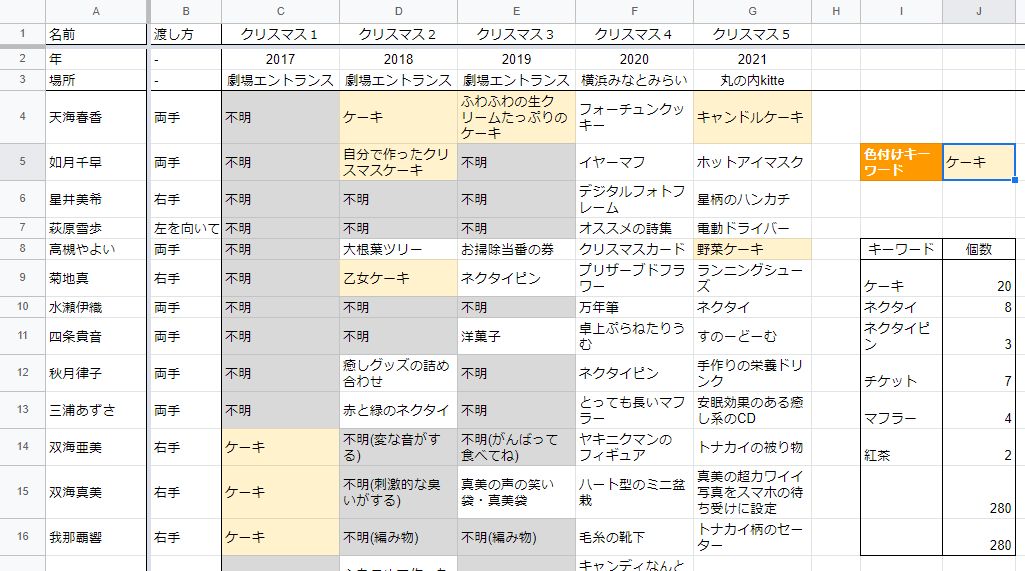 A B C D E F G H I J
1 名前 渡し方 クリスマス１ クリスマス２ クリスマス３ クリスマス４ クリスマス５
2 年 - 2017 2018 2019 2020 2021
3 場所 - 劇場エントランス 劇場エントランス 劇場エントランス 横浜みなとみらい 丸の内kitte
4 天海春香 両手 不明 ケーキ
ふわふわの生ク
リームたっぷりの
ケーキ
フォーチュンクッ
キー
キャンドルケーキ
5 如月千早 両手 不明
自分で作ったクリ
スマスケーキ
不明 イヤーマフ ホットアイマスク
色付けキー
ワード
ケーキ
6 星井美希 右手 不明 不明 不明
デジタルフォトフ
レーム
星柄のハンカチ
7 萩原雪歩 左を向いて 不明 不明 不明 オススメの詩集 電動ドライバー
8 高槻やよい 両手 不明 大根葉ツリー お掃除当番の券 クリスマスカード 野菜ケーキ キーワード 個数
9 菊地真 右手 不明 乙女ケーキ ネクタイピン
プリザーブドフラ
ワー
ランニングシュー
ズ
ケーキ 20
10 水瀬伊織 両手 不明 不明 不明 万年筆 ネクタイ ネクタイ 8
11 四条貴音 両手 不明 不明 洋菓子
卓上ぷらねたりう
む
すのーどーむ
ネクタイピ
ン 3
12 秋月律子 両手 不明
癒しグッズの詰め
合わせ
不明 ネクタイピン
手作りの栄養ドリ
ンク
チケット 7
13 三浦あずさ 両手 不明 赤と緑のネクタイ 不明
とっても長いマフ
ラー
安眠効果のある癒
し系のCD
マフラー 4
14 双海亜美 右手 ケーキ
不明(変な音がす
る)
不明(がんばって
食べてね)
ヤキニクマンの
フィギュア
トナカイの被り物
紅茶 2
15 双海真美 右手 ケーキ
不明(刺激的な臭
いがする)
真美の声の笑い
袋・真美袋
ハート型のミニ盆
栽
真美の超カワイイ
写真をスマホの待
ち受けに設定
280
16 我那覇響 右手 ケーキ 不明(編み物) 不明(編み物) 毛糸の靴下
トナカイ柄のセー
ター
280
キャンディなんと